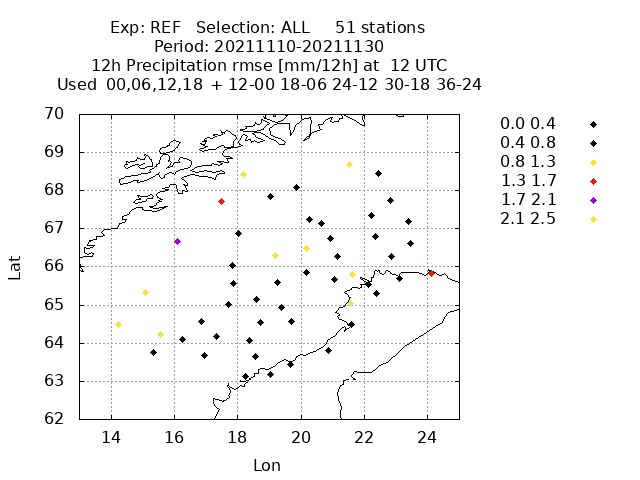 Exp: REF Selection: ALL 51 stations
Period: 20211110-20211130
12h Precipitation rmse [mm/12h] at 12 UTC
Used 00,06,12,18 + 12-00 18-06 24-12 30-18 36-24
0.0 0.4
0.4 0.8
0.8 1.3
1.3 1.7
1.7 2.1
2.1 2.5
70
69
68
67
66
65
64
63
62
Lat
14 16 18 20 22 24
Lon